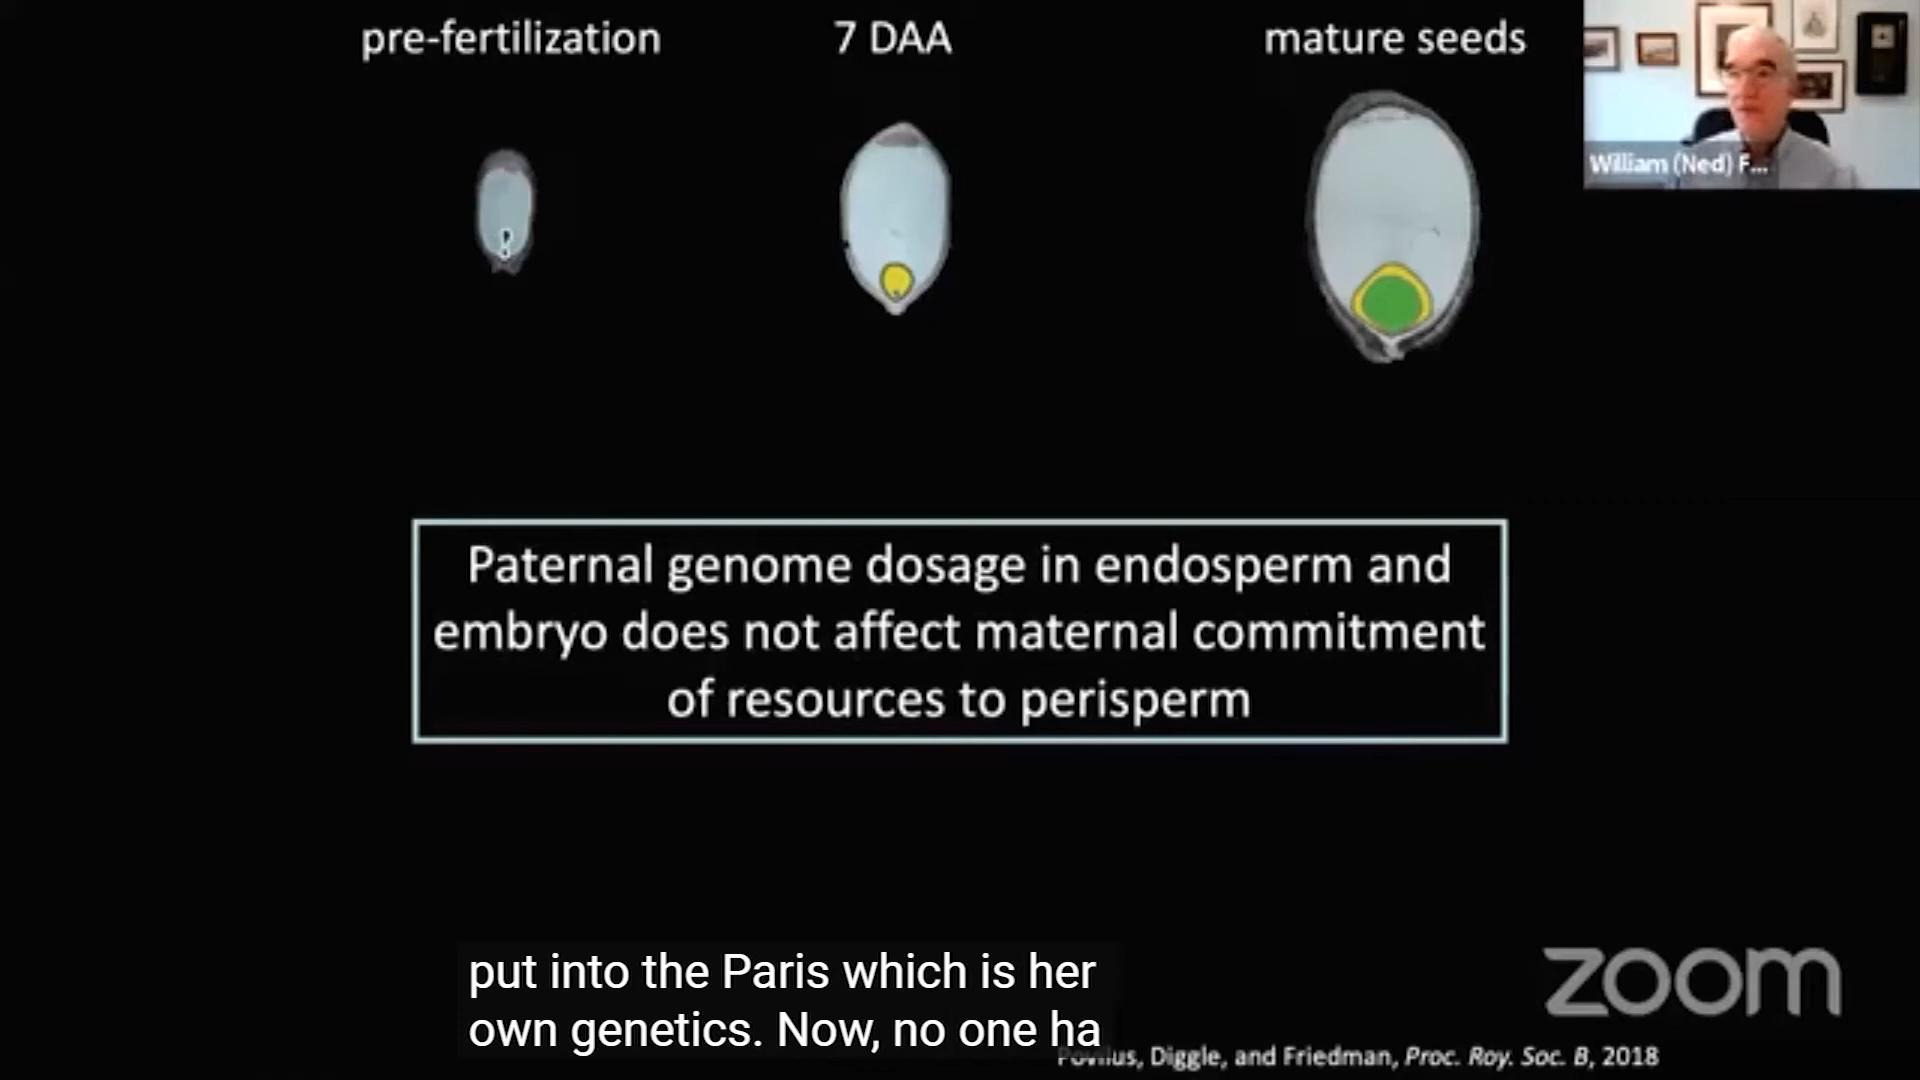 pre-fertilization
7 DAA
mature seeds
William (Ned) F...
Paternal genome dosage in endosperm and
embryo does not affect maternal commitment
of resources to perisperm
put into the Paris which is her
own genetics. Now, no one ha
zoom
Povilus, Diggle, and Friedman, Proc. Roy. Soc. B, 2018